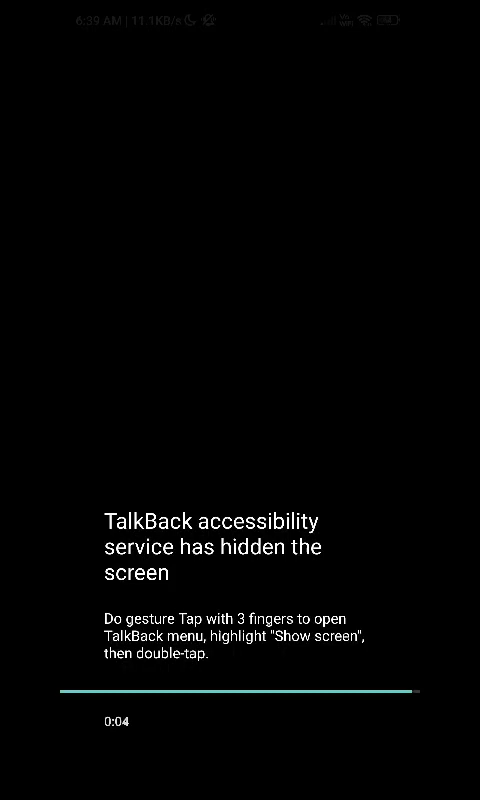 6:39 AM | 11.1KB/s
TalkBack accessibility
service has hidden the
screen
Do gesture Tap with 3 fingers to open
TalkBack menu, highlight "Show screen",
then double-tap.
0:04